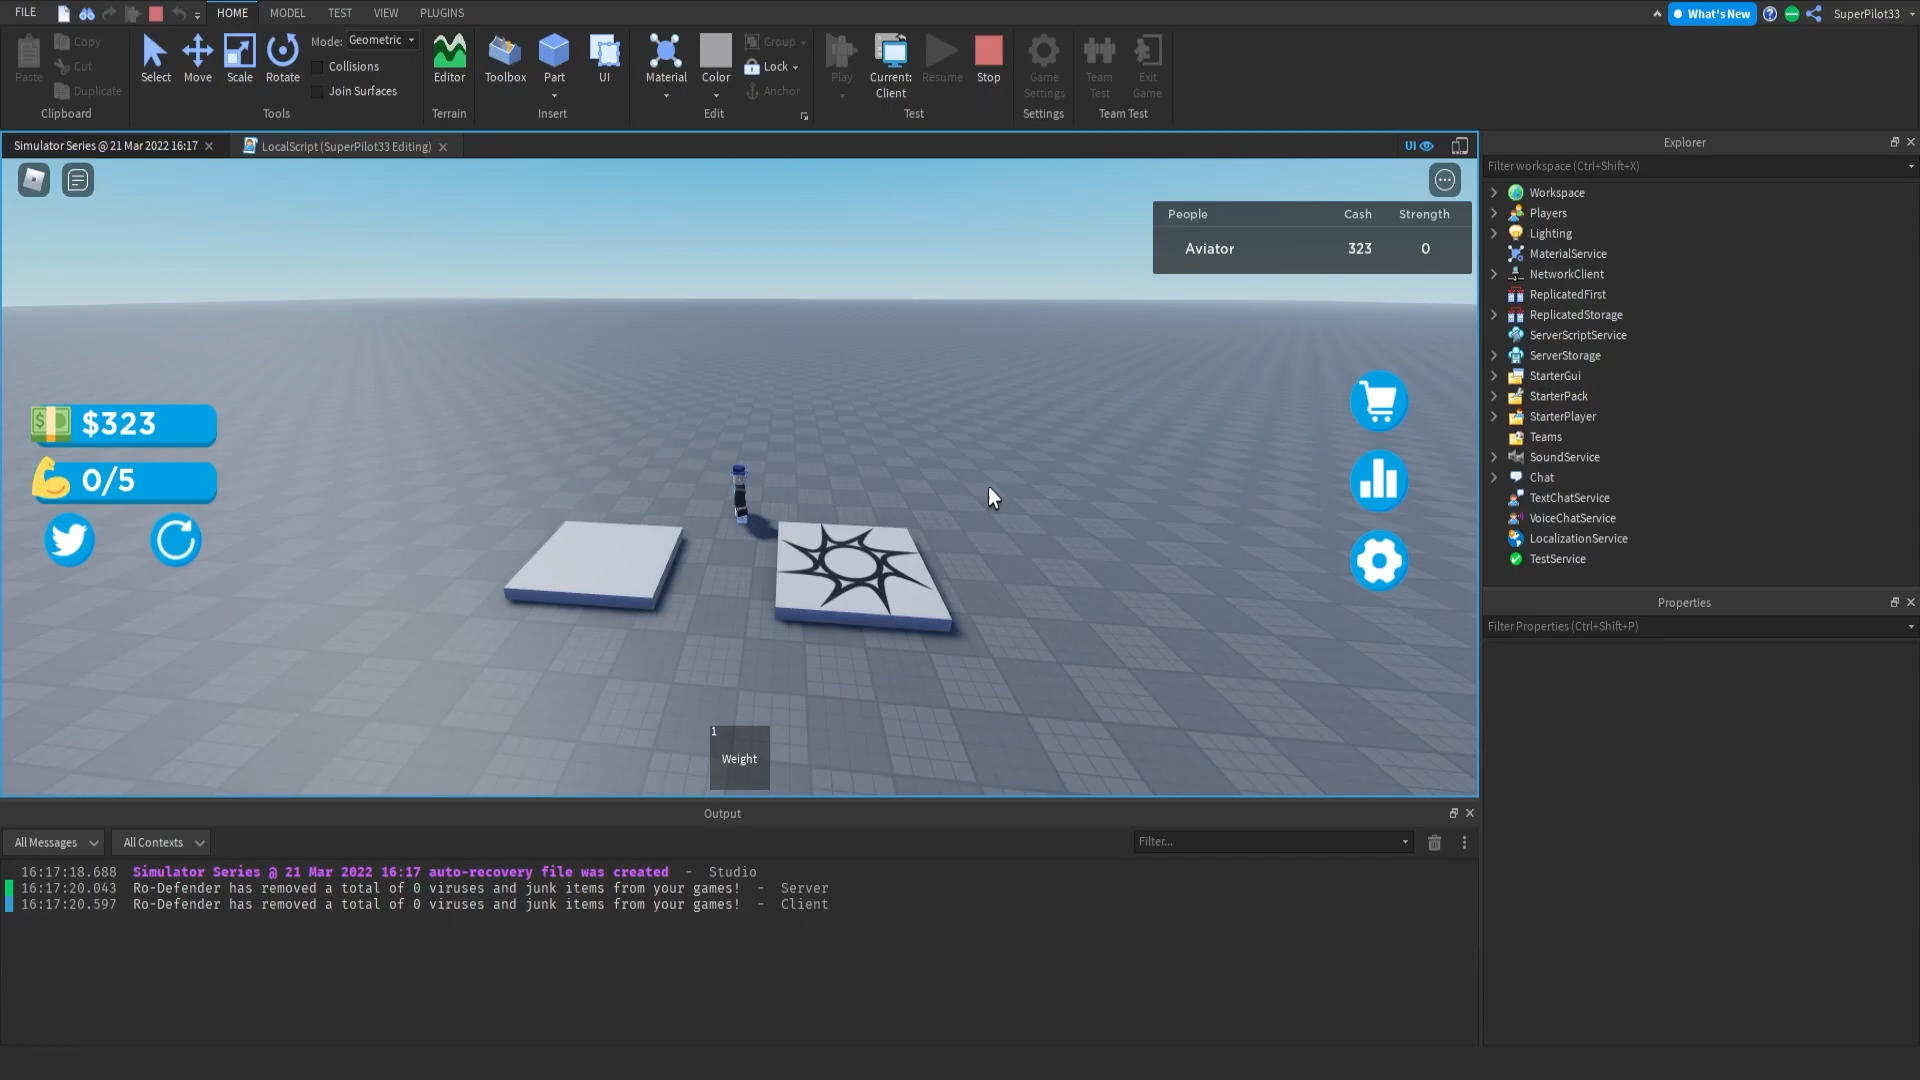 FILE HOME MODEL TEST VIEW PLUGINS What's New SuperPilot33
Paste Copy Cut Duplicate Clipboard
Select Move Scale Rotate Mode: Geometric Collisions Join Surfaces Tools
Editor Terrain
Toolbox Part UI Insert
Material Color Group Lock Anchor Edit
Play Current: Client Resume Stop Test
Game Settings Settings
Team Test Exit Game Team Test
Simulator Series @ 21 Mar 2022 16:17 LocalScript (SuperPilot33 Editing) UI
People Cash Strength
Aviator 323 0
$323
0/5
1
Weight
Explorer
Filter workspace (Ctrl+Shift+X)
Workspace
Players
Lighting
MaterialService
NetworkClient
ReplicatedFirst
ReplicatedStorage
ServerScriptService
ServerStorage
StarterGui
StarterPack
StarterPlayer
Teams
SoundService
Chat
TextChatService
VoiceChatService
LocalizationService
TestService
Properties
Filter Properties (Ctrl+Shift+P)
Output
All Messages All Contexts Filter...
16:17:18.688 Simulator Series @ 21 Mar 2022 16:17 auto-recovery file was created - Studio
16:17:20.043 Ro-Defender has removed a total of 0 viruses and junk items from your games! - Server
16:17:20.597 Ro-Defender has removed a total of 0 viruses and junk items from your games! - Client